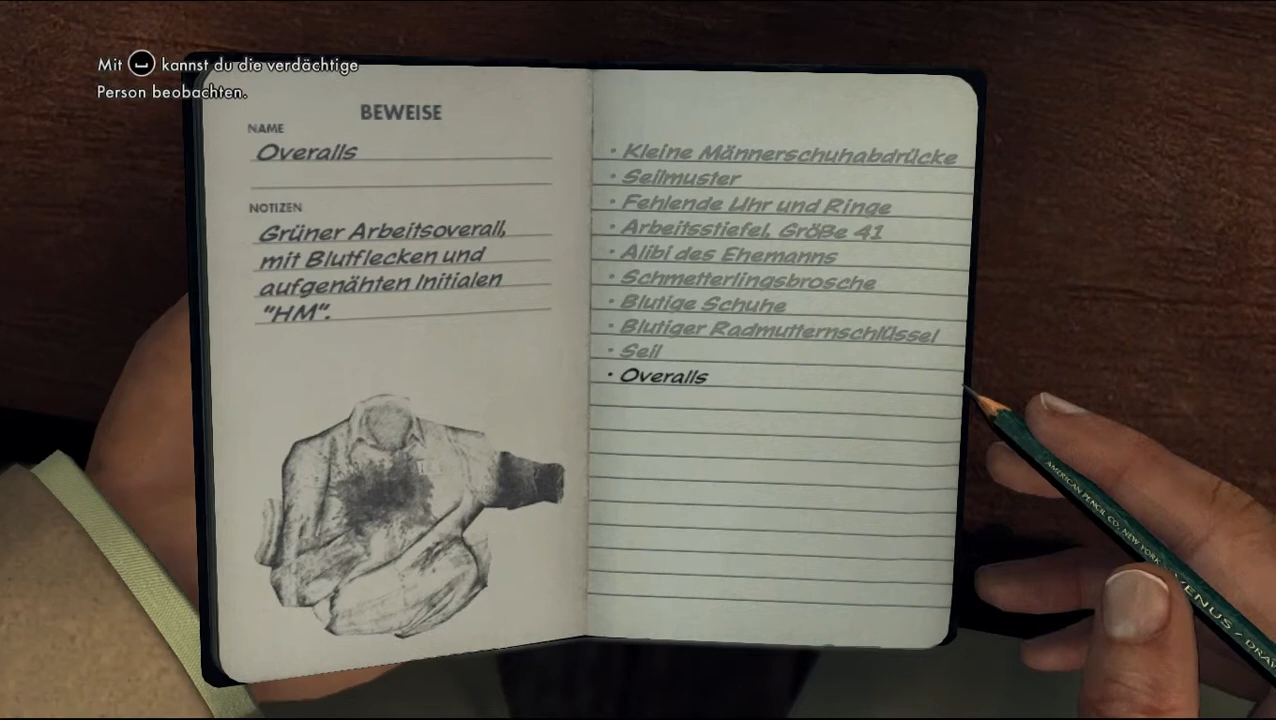 Mit kannst du die verdächtige
Person beobachten.
BEWEISE
NAME
Overalls
NOTIZEN
Grüner Arbeitsoverall,
mit Blutflecken und
aufgenähten Initialen
"HM".
· Kleine Männerschuhabdrücke
· Seilmuster
· Fehlende Uhr und Ringe
· Arbeitsstiefel, Größe 41
· Alibi des Ehemanns
· Schmetterlingsbrosche
· Blutige Schuhe
· Blutiger Radmutternschlüssel
· Seil
· Overalls
AMERICAN PENCIL CO. NEW YORK
VENUS / DRA